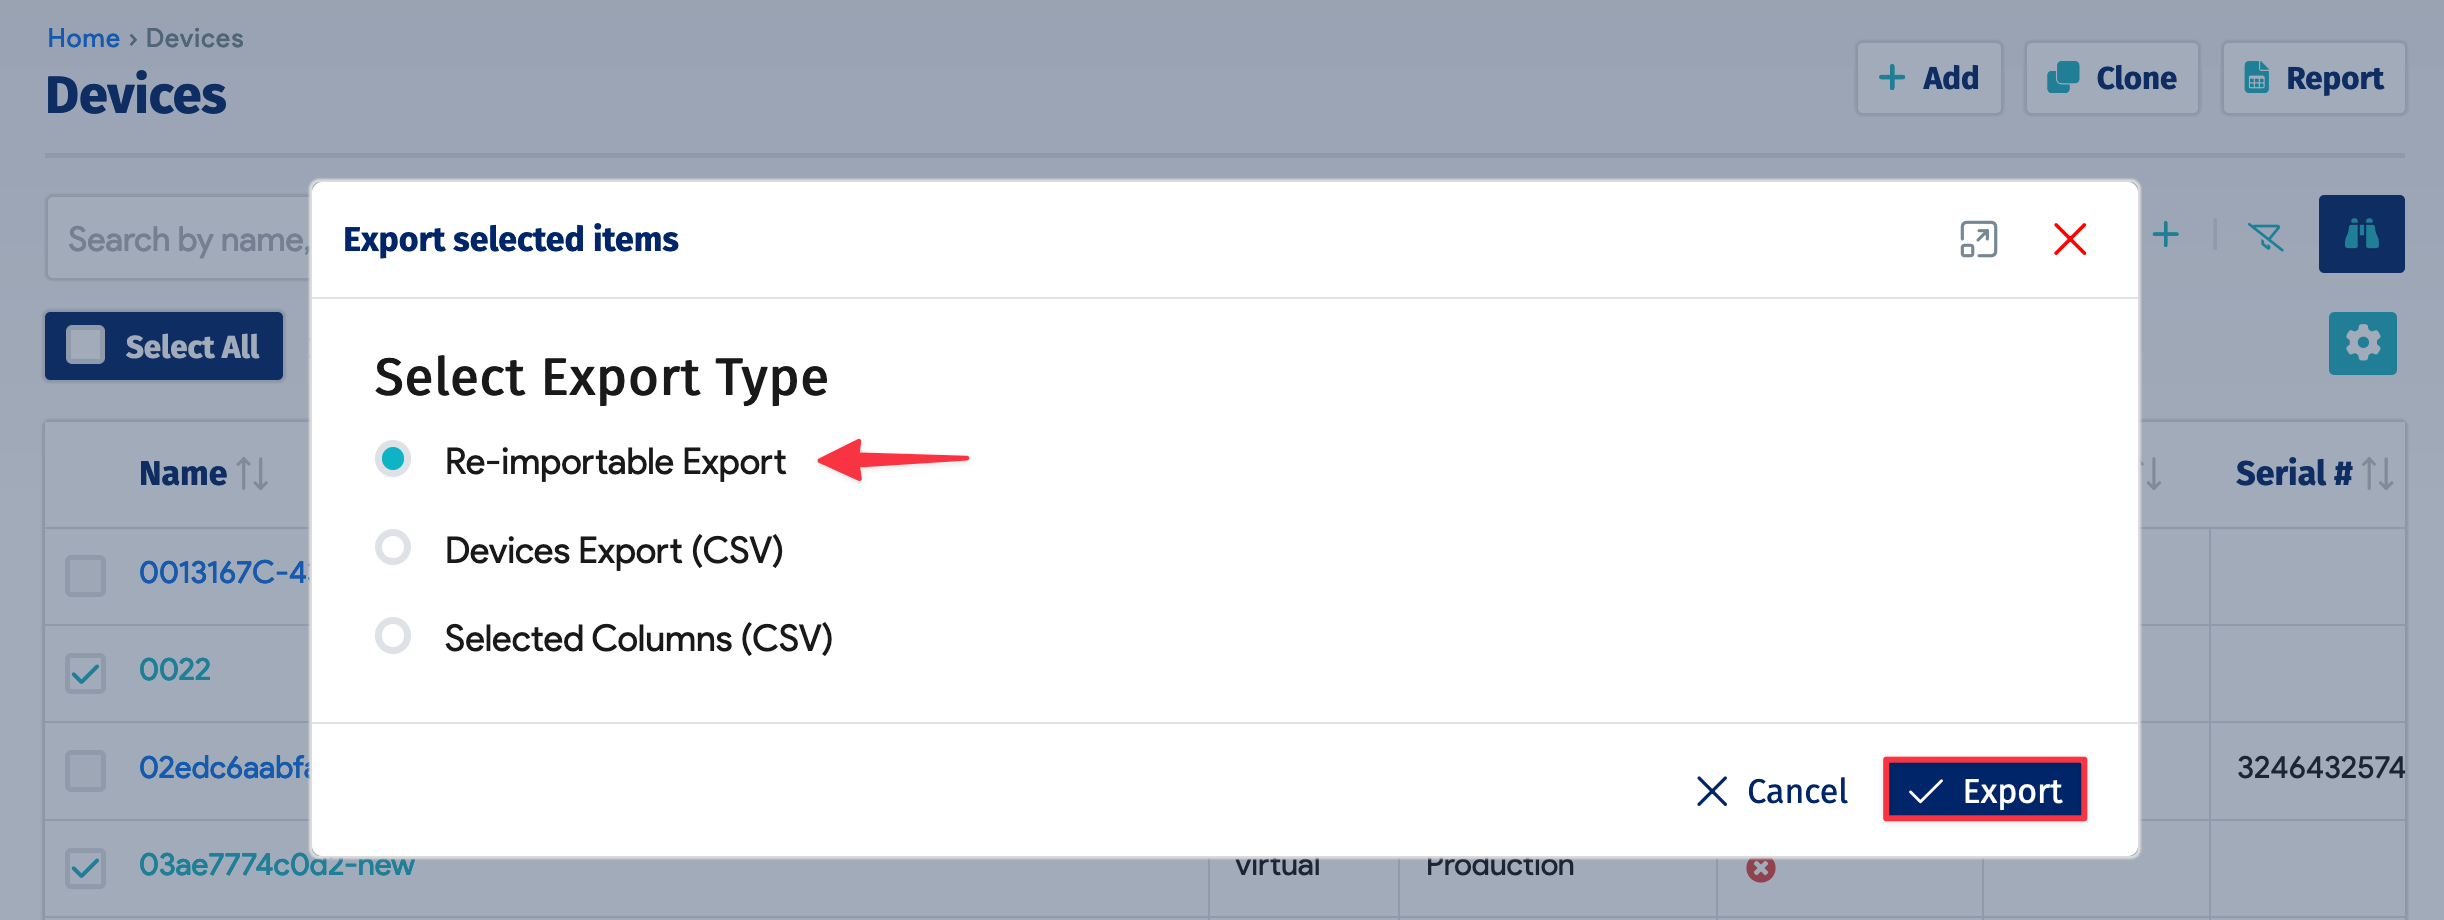 Home › Devices
Devices
Add
Clone
Report
Search by name,
Export selected items
Select All
Select Export Type
Re-importable Export
Devices Export (CSV)
Selected Columns (CSV)
Cancel
Export
Name
Serial #
0013167C-4
0022
02edc6aabf
3246432574
03ae7774c0d2-new
virtual
Production